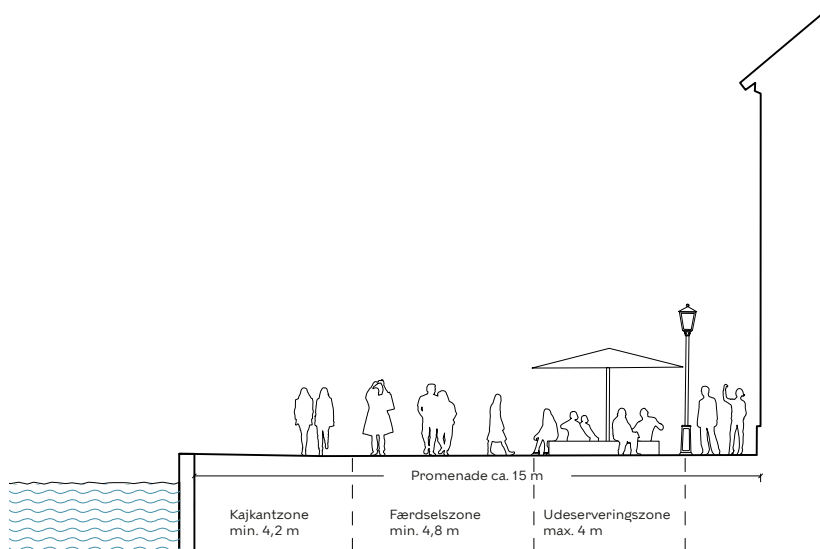 Promenade ca. 15 m
Kajkantzone
min. 4,2 m
Færdselszone
min. 4,8 m
Udeserveringszone
max. 4 m